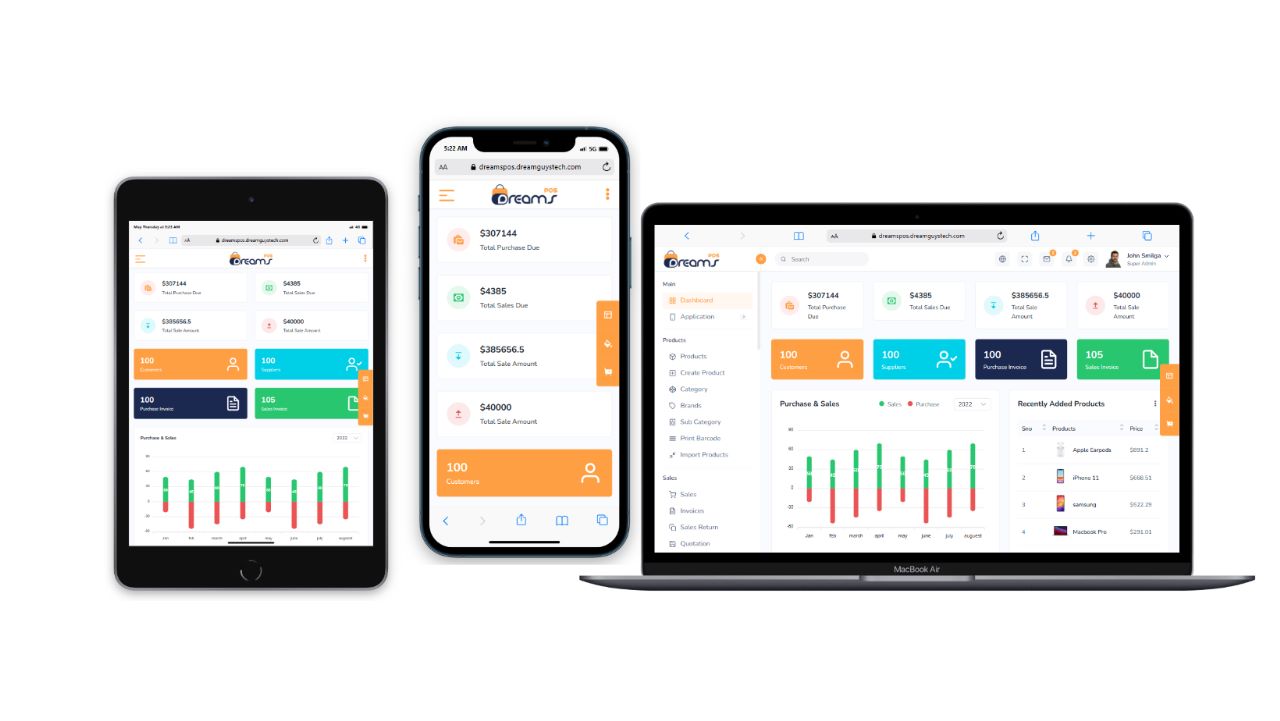 May Thursday at 5:23 AM
AA dreamspos.dreamguystech.com
Dreams POS
$307144
Total Purchase Due
$4385
Total Sales Due
$385656.5
Total Sale Amount
$40000
Total Sale Amount
100
Customers
100
Suppliers
100
Purchase Invoice
105
Sales Invoice
Purchase & Sales
2022
Jan feb march april may june july auguest
5:22 AM
5G
AA dreamspos.dreamguystech.com
Dreams POS
$307144
Total Purchase Due
$4385
Total Sales Due
$385656.5
Total Sale Amount
$40000
Total Sale Amount
100
Customers
AA dreamspos.dreamguystech.com
Dreams POS
Search
John Smilga
Super Admin
Main
Dashboard
Application
Products
Products
Create Product
Category
Brands
Sub Category
Print Barcode
Import Products
Sales
Sales
Invoices
Sales Return
Quotation
$307144
Total Purchase
Due
$4385
Total Sales Due
$385656.5
Total Sale
Amount
$40000
Total Sale
Amount
100
Customers
100
Suppliers
100
Purchase Invoice
105
Sales Invoice
Purchase & Sales
Sales Purchase 2022
90
60
30
0
-30
-60
Jan feb march april may june july auguest
Recently Added Products
Sno Products Price
1 Apple Earpods $891.2
2 iPhone 11 $668.51
3 samsung $522.29
4 Macbook Pro $291.01
MacBook Air